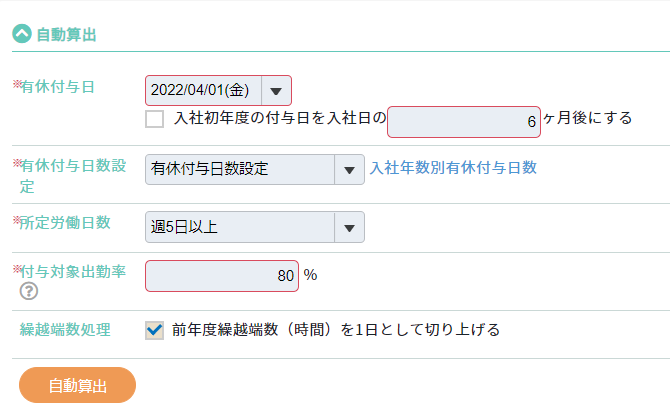 自動算出
※有休付与日
2022/04/01(金)
入社初年度の付与日を入社日の 6 ヶ月後にする
※有休付与日数設定
有休付与日数設定 入社年数別有休付与日数
※所定労働日数
週5日以上
※付与対象出勤率
80 %
?
繰越端数処理
前年度繰越端数（時間）を1日として切り上げる
自動算出